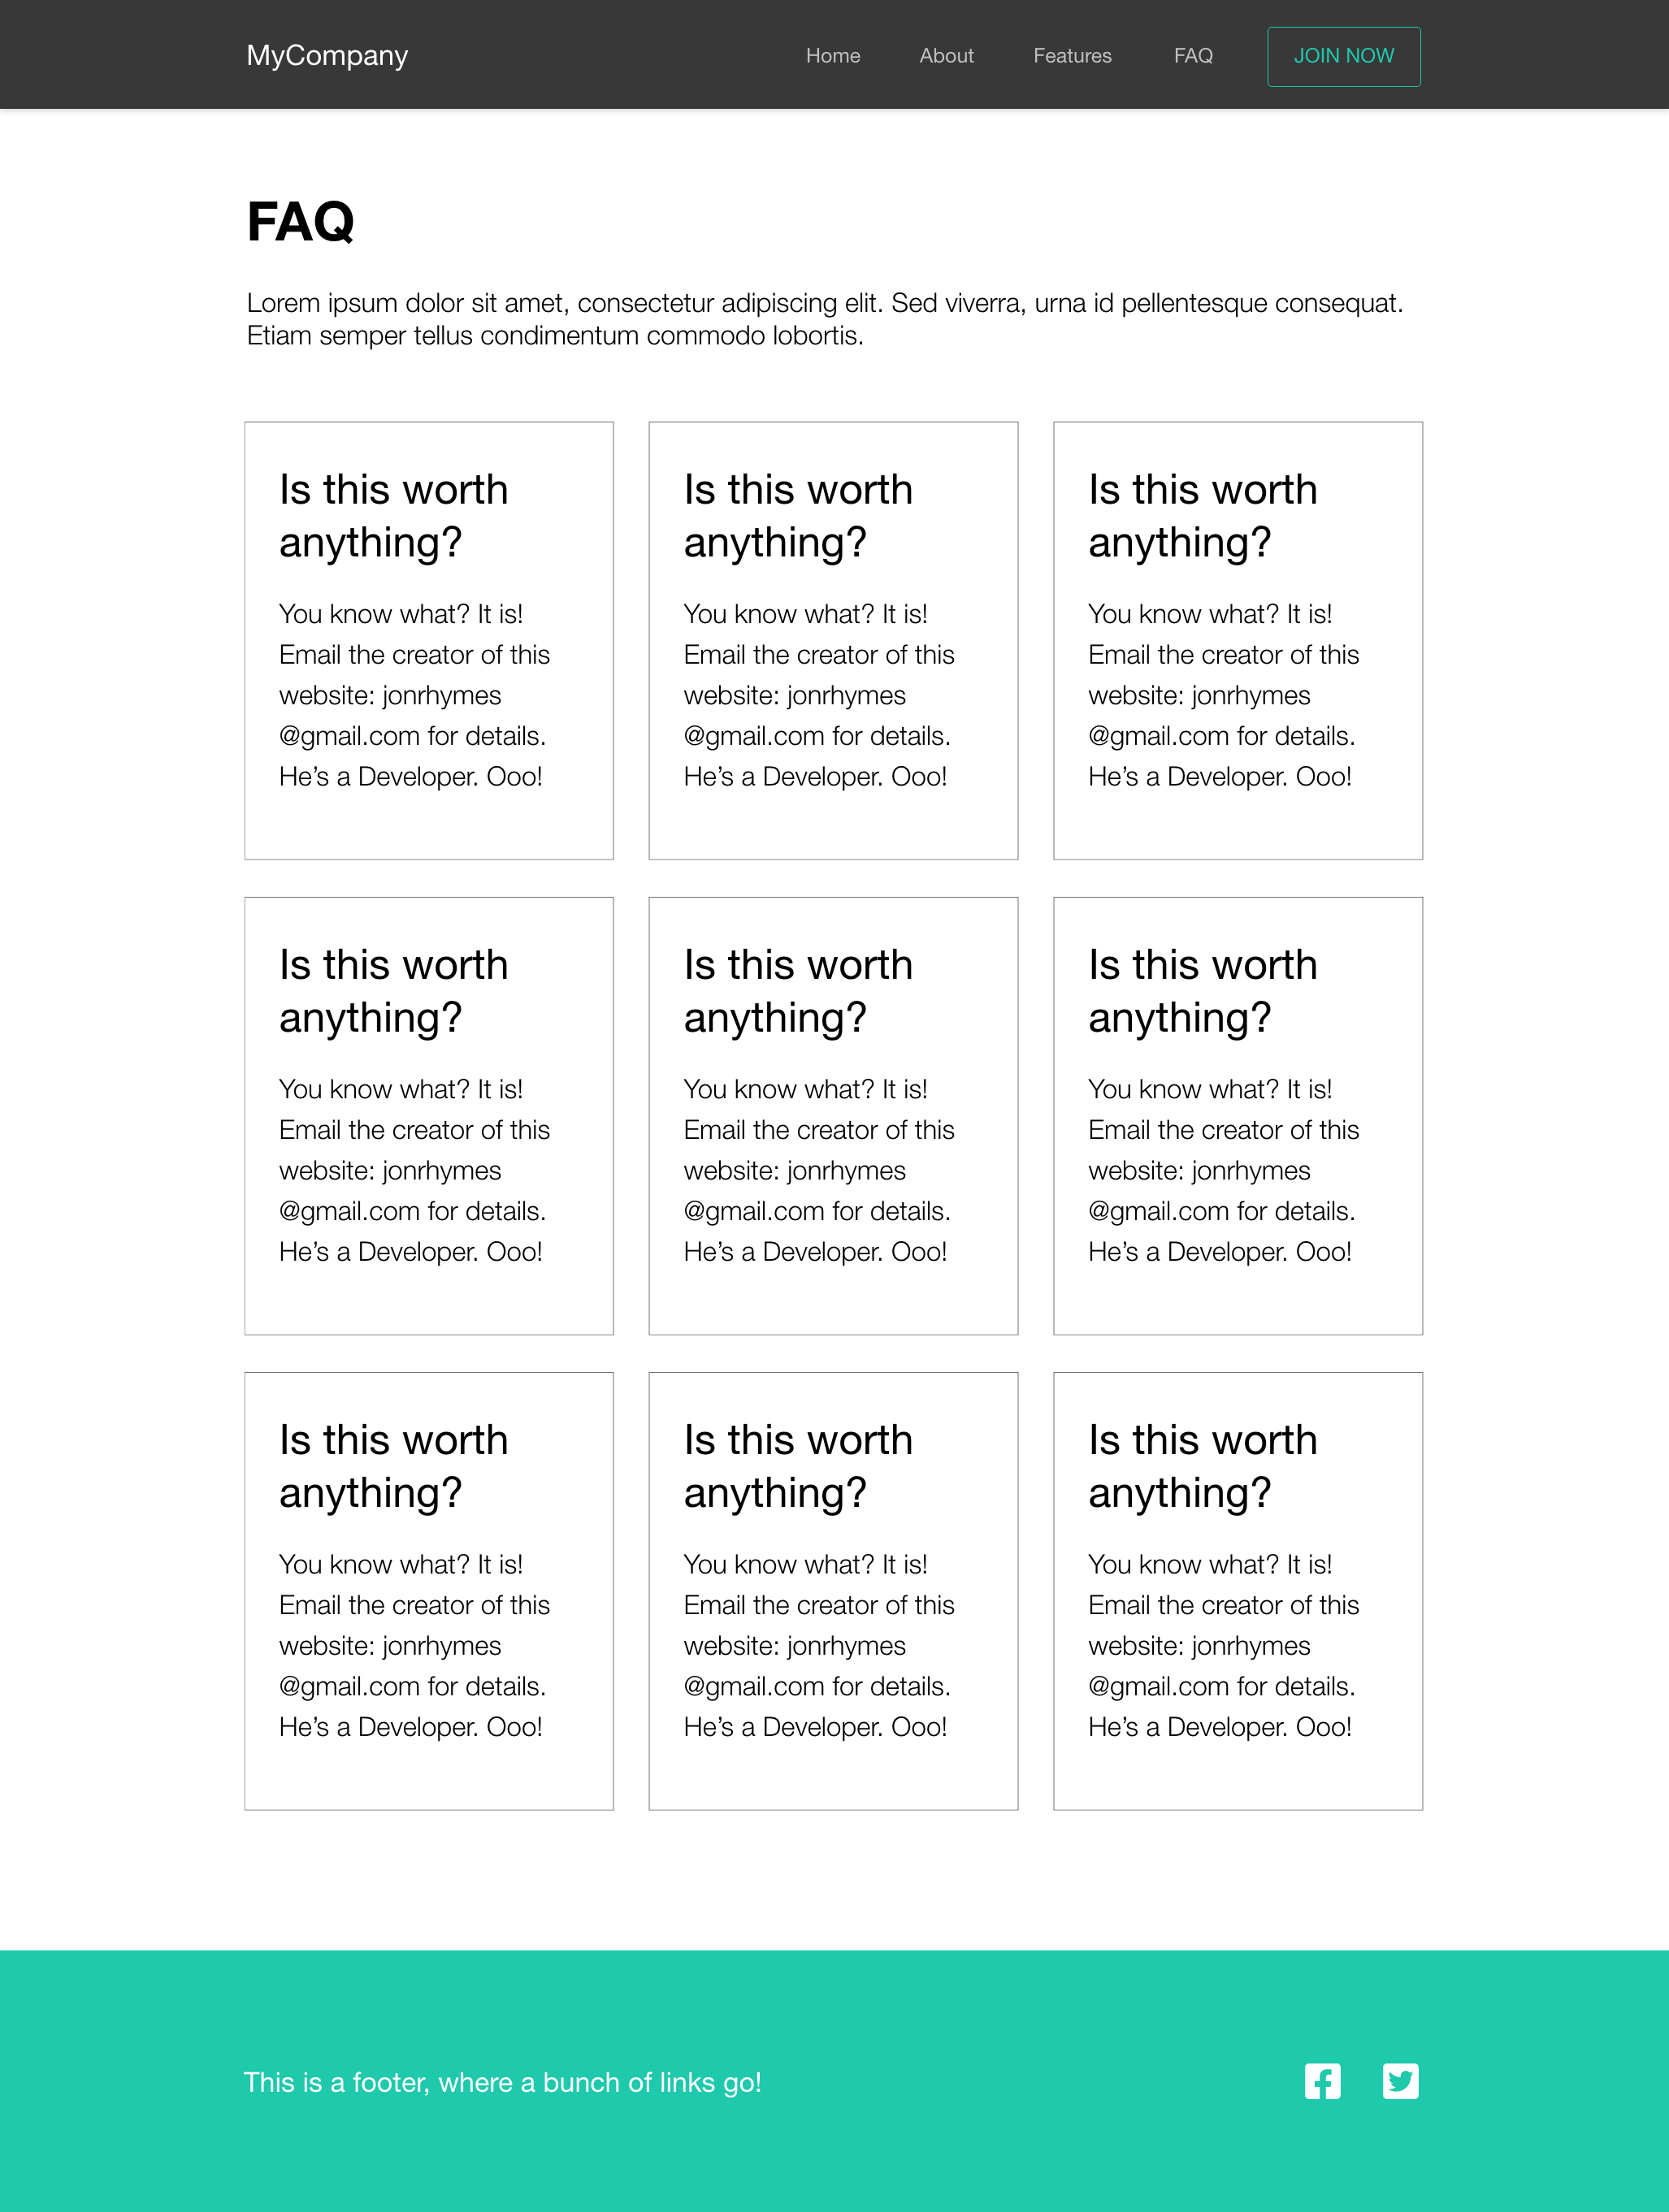 MyCompany Home About Features FAQ JOIN NOW
FAQ
Lorem ipsum dolor sit amet, consectetur adipiscing elit. Sed viverra, urna id pellentesque consequat.
Etiam semper tellus condimentum commodo lobortis.
Is this worth
anything?
You know what? It is!
Email the creator of this
website: jonrhymes
@gmail.com for details.
He’s a Developer. Ooo!
Is this worth
anything?
You know what? It is!
Email the creator of this
website: jonrhymes
@gmail.com for details.
He’s a Developer. Ooo!
Is this worth
anything?
You know what? It is!
Email the creator of this
website: jonrhymes
@gmail.com for details.
He’s a Developer. Ooo!
Is this worth
anything?
You know what? It is!
Email the creator of this
website: jonrhymes
@gmail.com for details.
He’s a Developer. Ooo!
Is this worth
anything?
You know what? It is!
Email the creator of this
website: jonrhymes
@gmail.com for details.
He’s a Developer. Ooo!
Is this worth
anything?
You know what? It is!
Email the creator of this
website: jonrhymes
@gmail.com for details.
He’s a Developer. Ooo!
Is this worth
anything?
You know what? It is!
Email the creator of this
website: jonrhymes
@gmail.com for details.
He’s a Developer. Ooo!
Is this worth
anything?
You know what? It is!
Email the creator of this
website: jonrhymes
@gmail.com for details.
He’s a Developer. Ooo!
Is this worth
anything?
You know what? It is!
Email the creator of this
website: jonrhymes
@gmail.com for details.
He’s a Developer. Ooo!
This is a footer, where a bunch of links go!